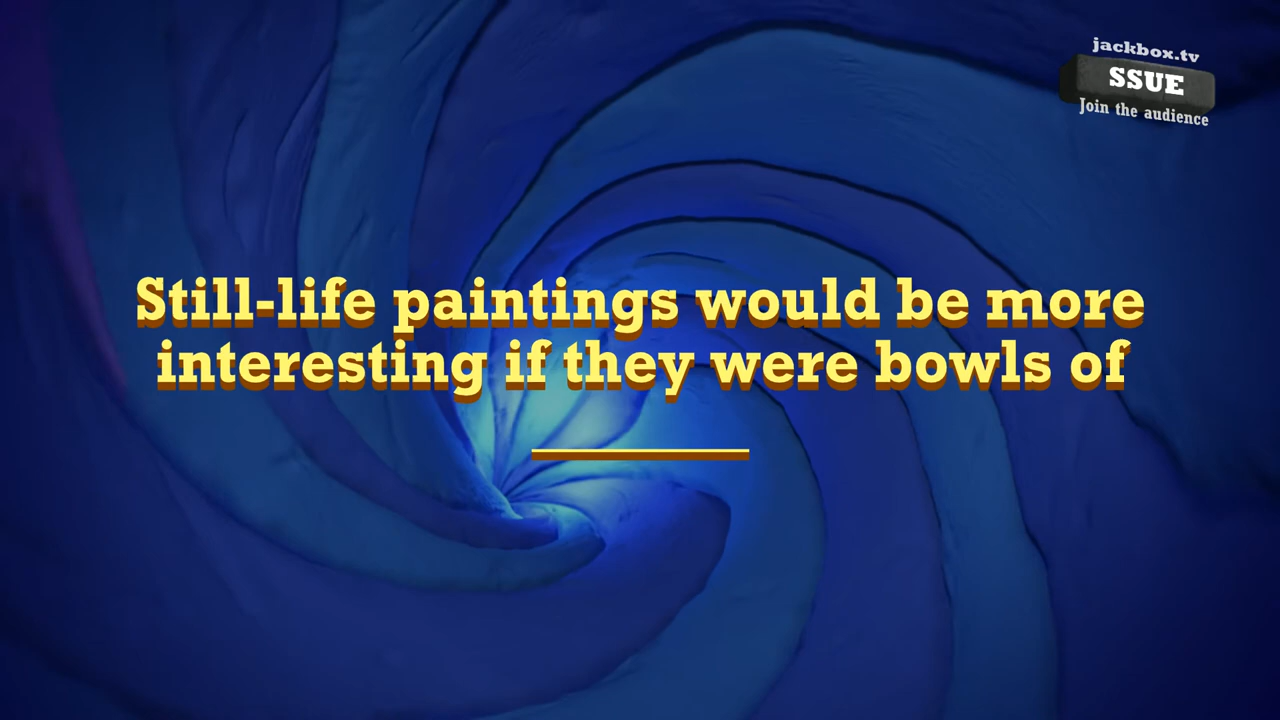 jackbox.tv
SSUE
Join the audience
Still-life paintings would be more
interesting if they were bowls of